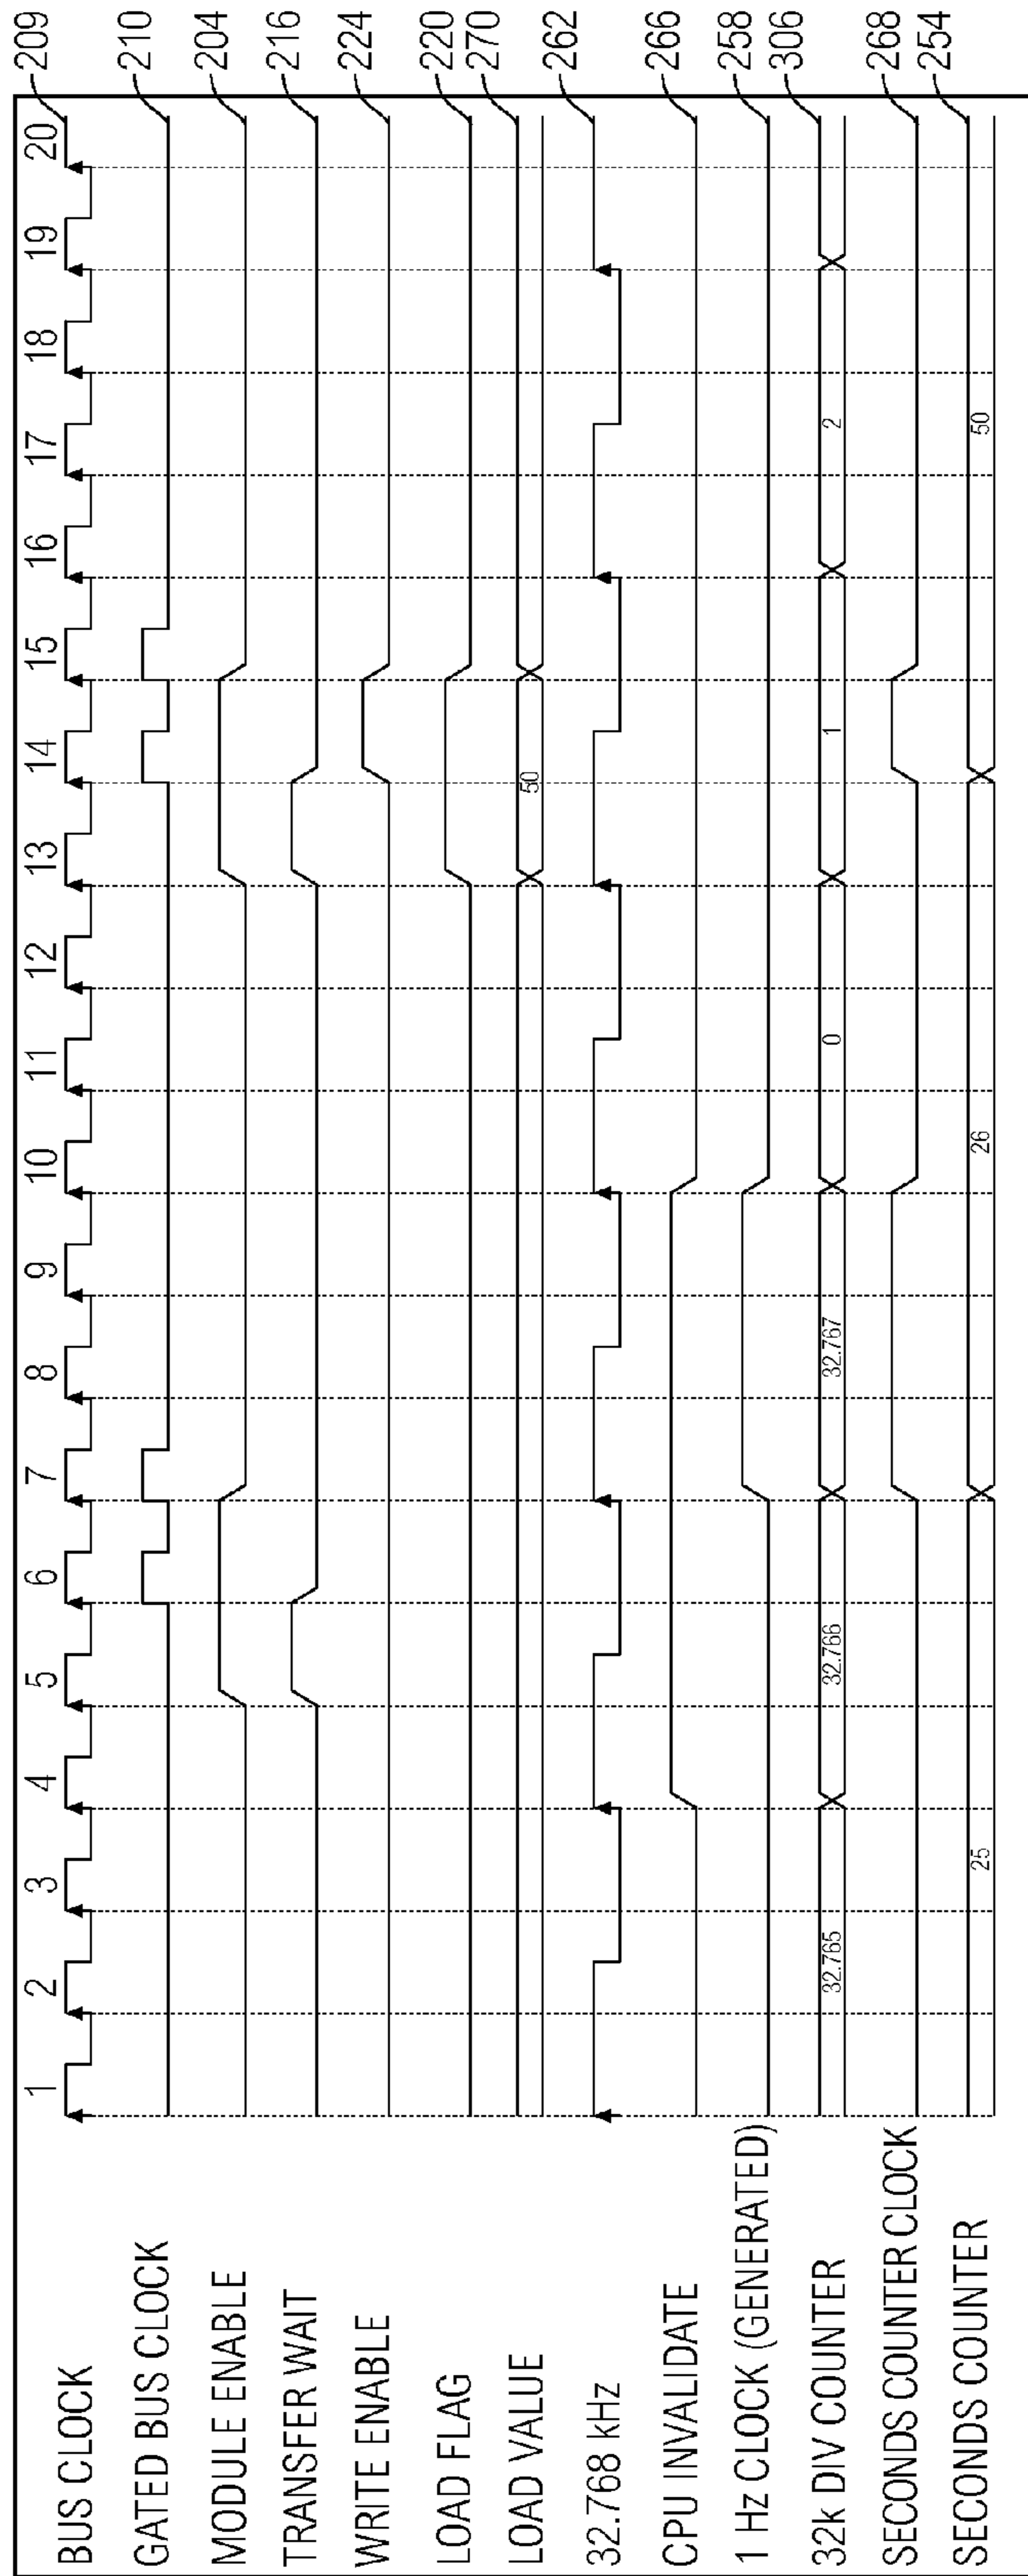 1 2 3 4 5 6 7 8 9 10 11 12 13 14 15 16 17 18 19 20
BUS CLOCK 209
GATED BUS CLOCK 210
MODULE ENABLE 204
TRANSFER WAIT 216
WRITE ENABLE 224
LOAD FLAG 220
LOAD VALUE 50 270
32.768 kHz 262
CPU INVALIDATE 266
1 Hz CLOCK (GENERATED) 258
32k DIV COUNTER 32.765 32.766 32.767 0 1 2 306
SECONDS COUNTER CLOCK 268
SECONDS COUNTER 25 26 50 254